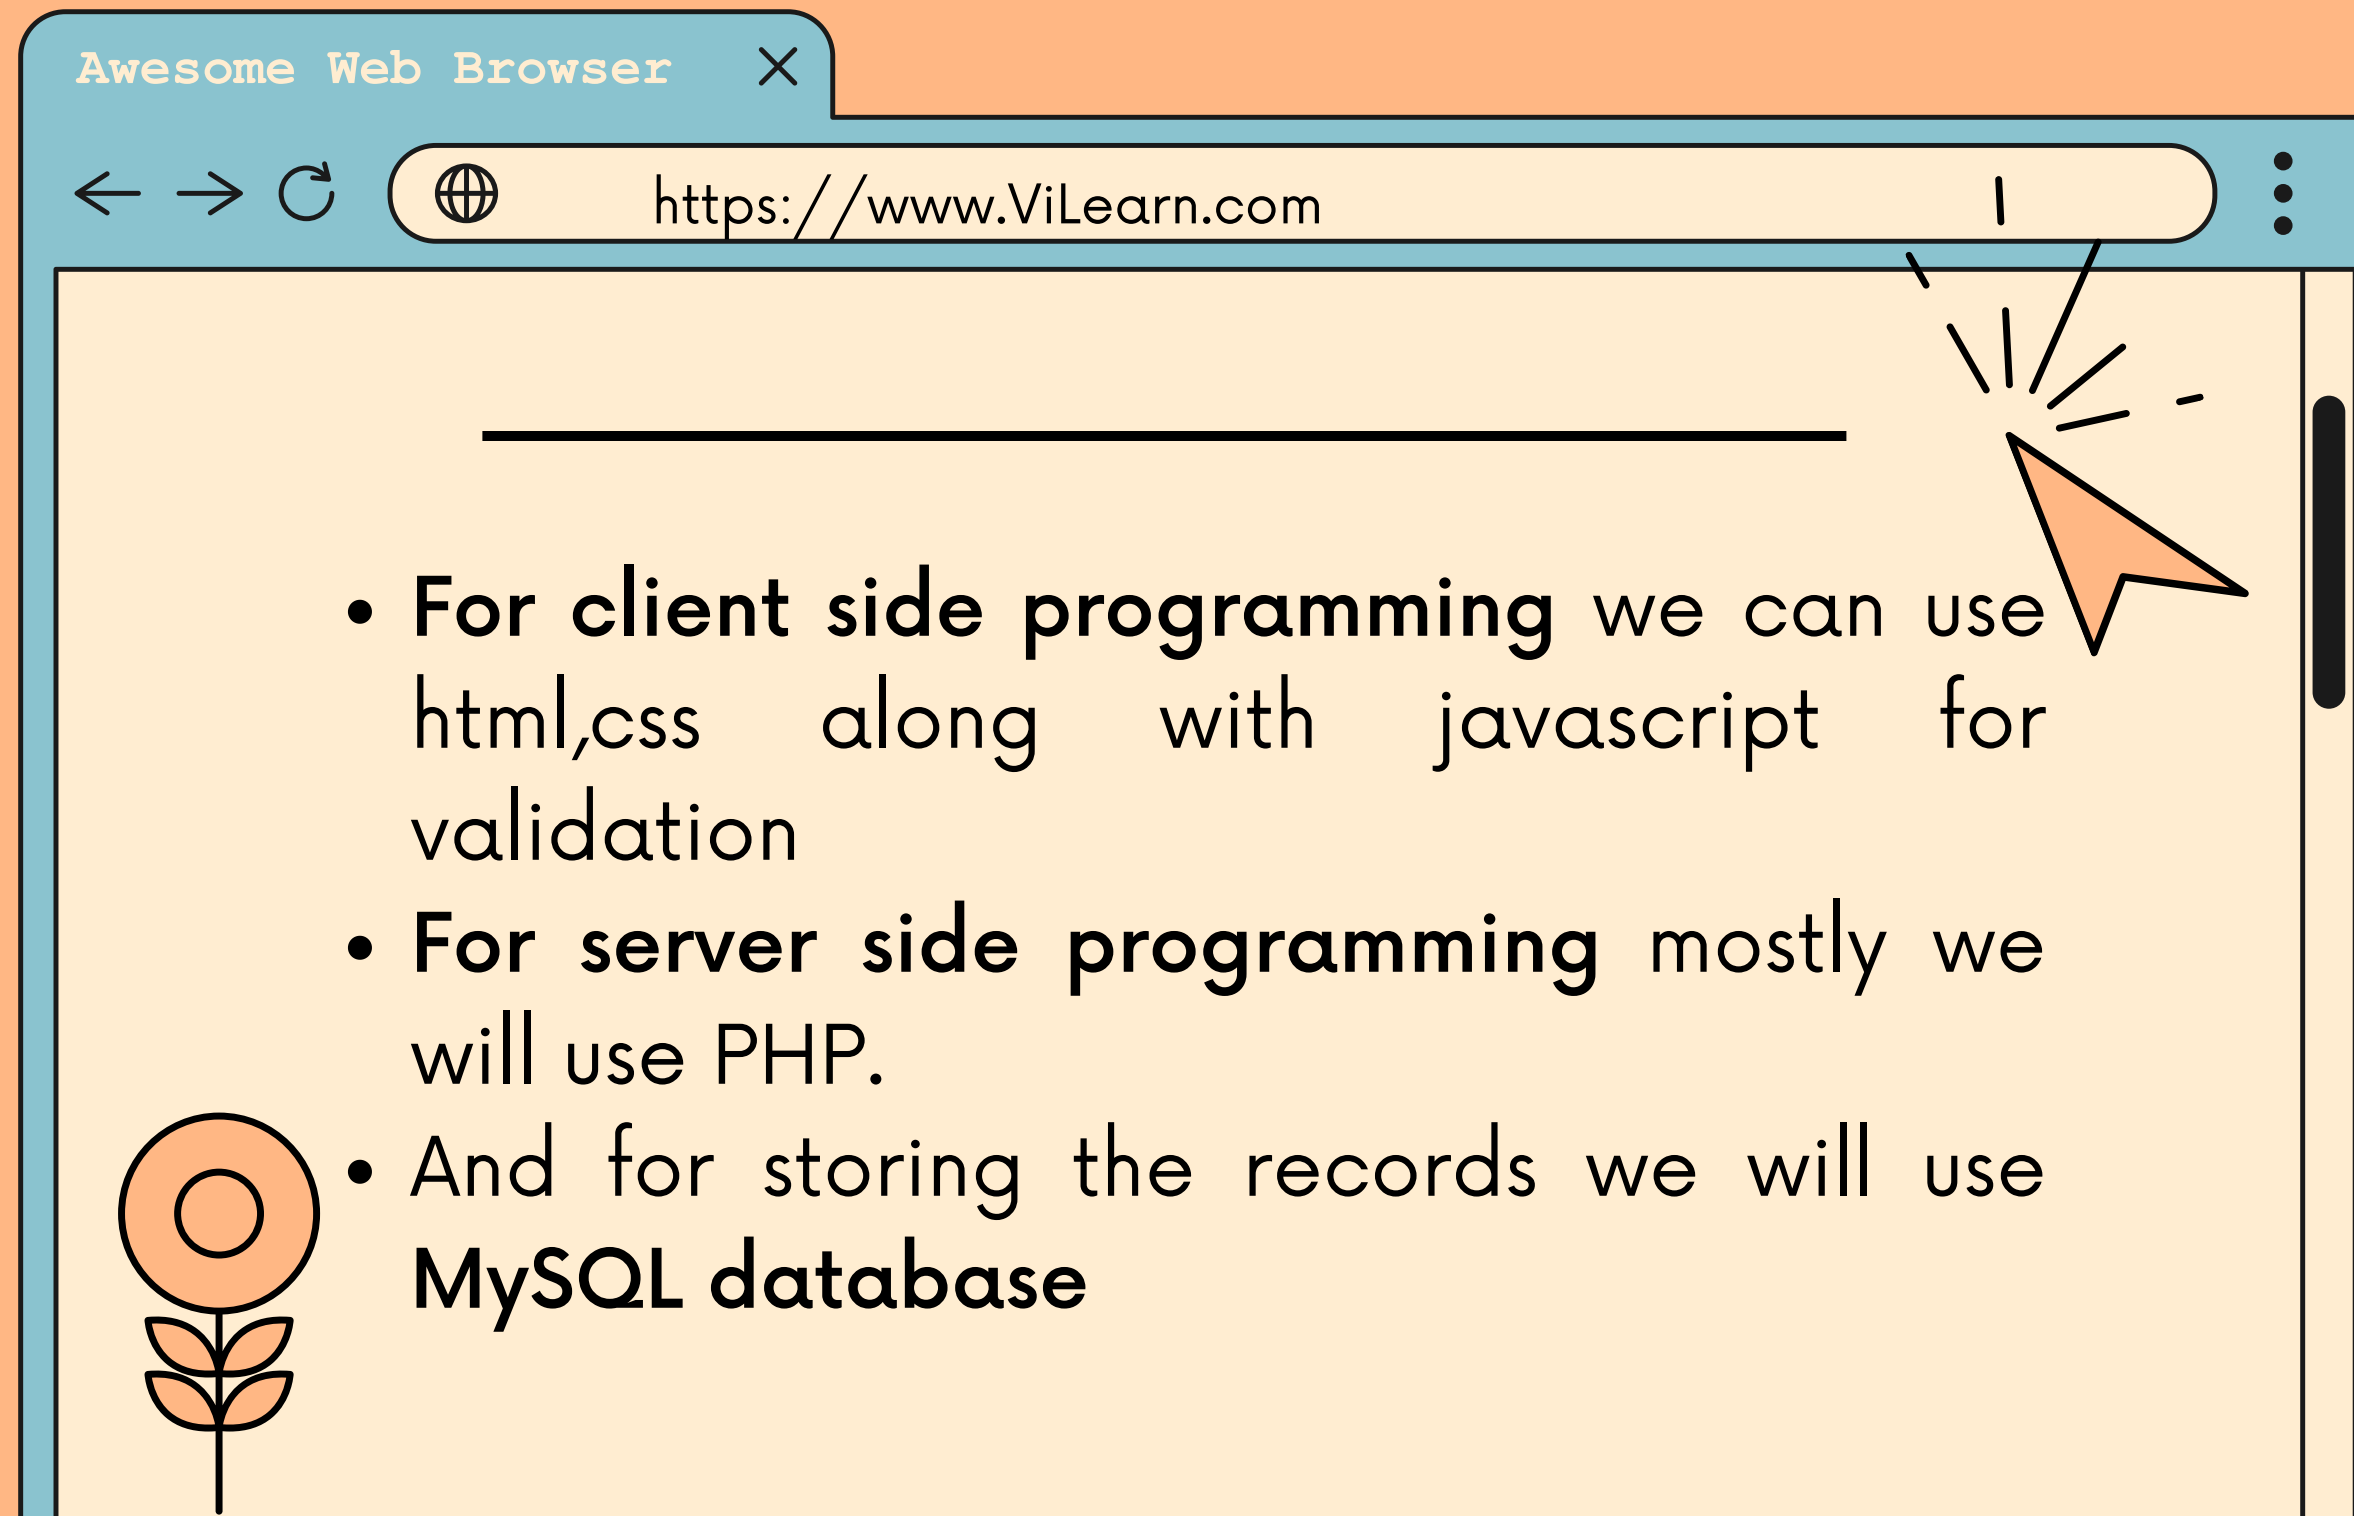 Awesome Web Browser
https://www.ViLearn.com
• For client side programming we can use
html,css along with javascript for
validation
• For server side programming mostly we
will use PHP.
• And for storing the records we will use
MySQL database